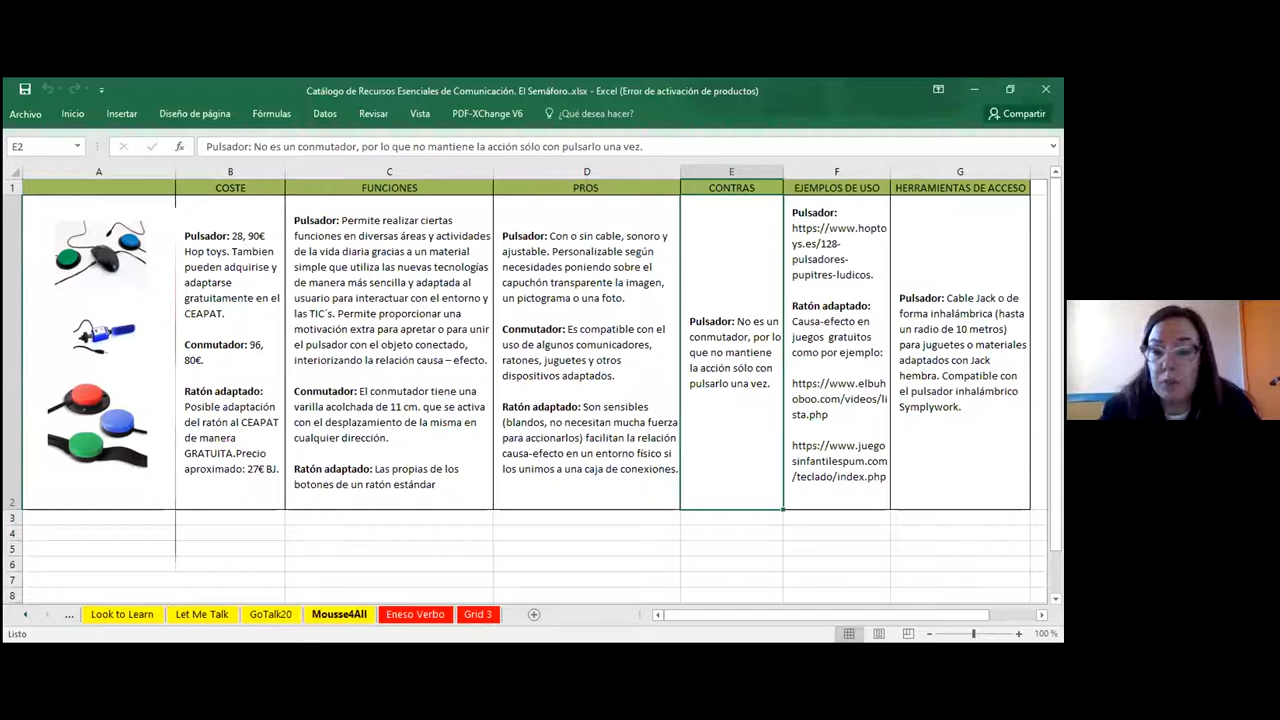 Catálogo de Recursos Esenciales de Comunicación. El Semáforo..xlsx - Excel (Error de activación de productos)
Archivo Inicio Insertar Diseño de página Fórmulas Datos Revisar Vista PDF-XChange V6 ¿Qué desea hacer? Compartir
E2 fx Pulsador: No es un conmutador, por lo que no mantiene la acción sólo con pulsarlo una vez.
A B C D E F G
1 COSTE FUNCIONES PROS CONTRAS EJEMPLOS DE USO HERRAMIENTAS DE ACCESO
2
Pulsador: 28, 90€
Hop toys. Tambien
pueden adquirise y
adaptarse
gratuitamente en el
CEAPAT.
Conmutador: 96,
80€.
Ratón adaptado:
Posible adaptación
del ratón al CEAPAT
de manera
GRATUITA.Precio
aproximado: 27€ BJ.
Pulsador: Permite realizar ciertas
funciones en diversas áreas y actividades
de la vida diaria gracias a un material
simple que utiliza las nuevas tecnologías
de manera más sencilla y adaptada al
usuario para interactuar con el entorno y
las TIC´s. Permite proporcionar una
motivación extra para apretar o para unir
el pulsador con el objeto conectado,
interiorizando la relación causa – efecto.
Conmutador: El conmutador tiene una
varilla acolchada de 11 cm. que se activa
con el desplazamiento de la misma en
cualquier dirección.
Ratón adaptado: Las propias de los
botones de un ratón estándar
Pulsador: Con o sin cable, sonoro y
ajustable. Personalizable según
necesidades poniendo sobre el
capuchón transparente la imagen,
un pictograma o una foto.
Conmutador: Es compatible con el
uso de algunos comunicadores,
ratones, juguetes y otros
dispositivos adaptados.
Ratón adaptado: Son sensibles
(blandos, no necesitan mucha fuerza
para accionarlos) facilitan la relación
causa-efecto en un entorno físico si
los unimos a una caja de conexiones.
Pulsador: No es un
conmutador, por lo
que no mantiene
la acción sólo con
pulsarlo una vez.
Pulsador:
https://www.hopto
ys.es/128-
pulsadores-
pupitres-ludicos.
Ratón adaptado:
Causa-efecto en
juegos gratuitos
como por ejemplo:
https://www.elbuh
oboo.com/videos/li
sta.php
https://www.juego
sinfantilespum.com
/teclado/index.php
Pulsador: Cable Jack o de
forma inhalámbrica (hasta
un radio de 10 metros)
para juguetes o materiales
adaptados con Jack
hembra. Compatible con
el pulsador inhalámbrico
Symplywork.
3
4
5
6
7
8
... Look to Learn Let Me Talk GoTalk20 Mousse4All Eneso Verbo Grid 3
Listo 100 %